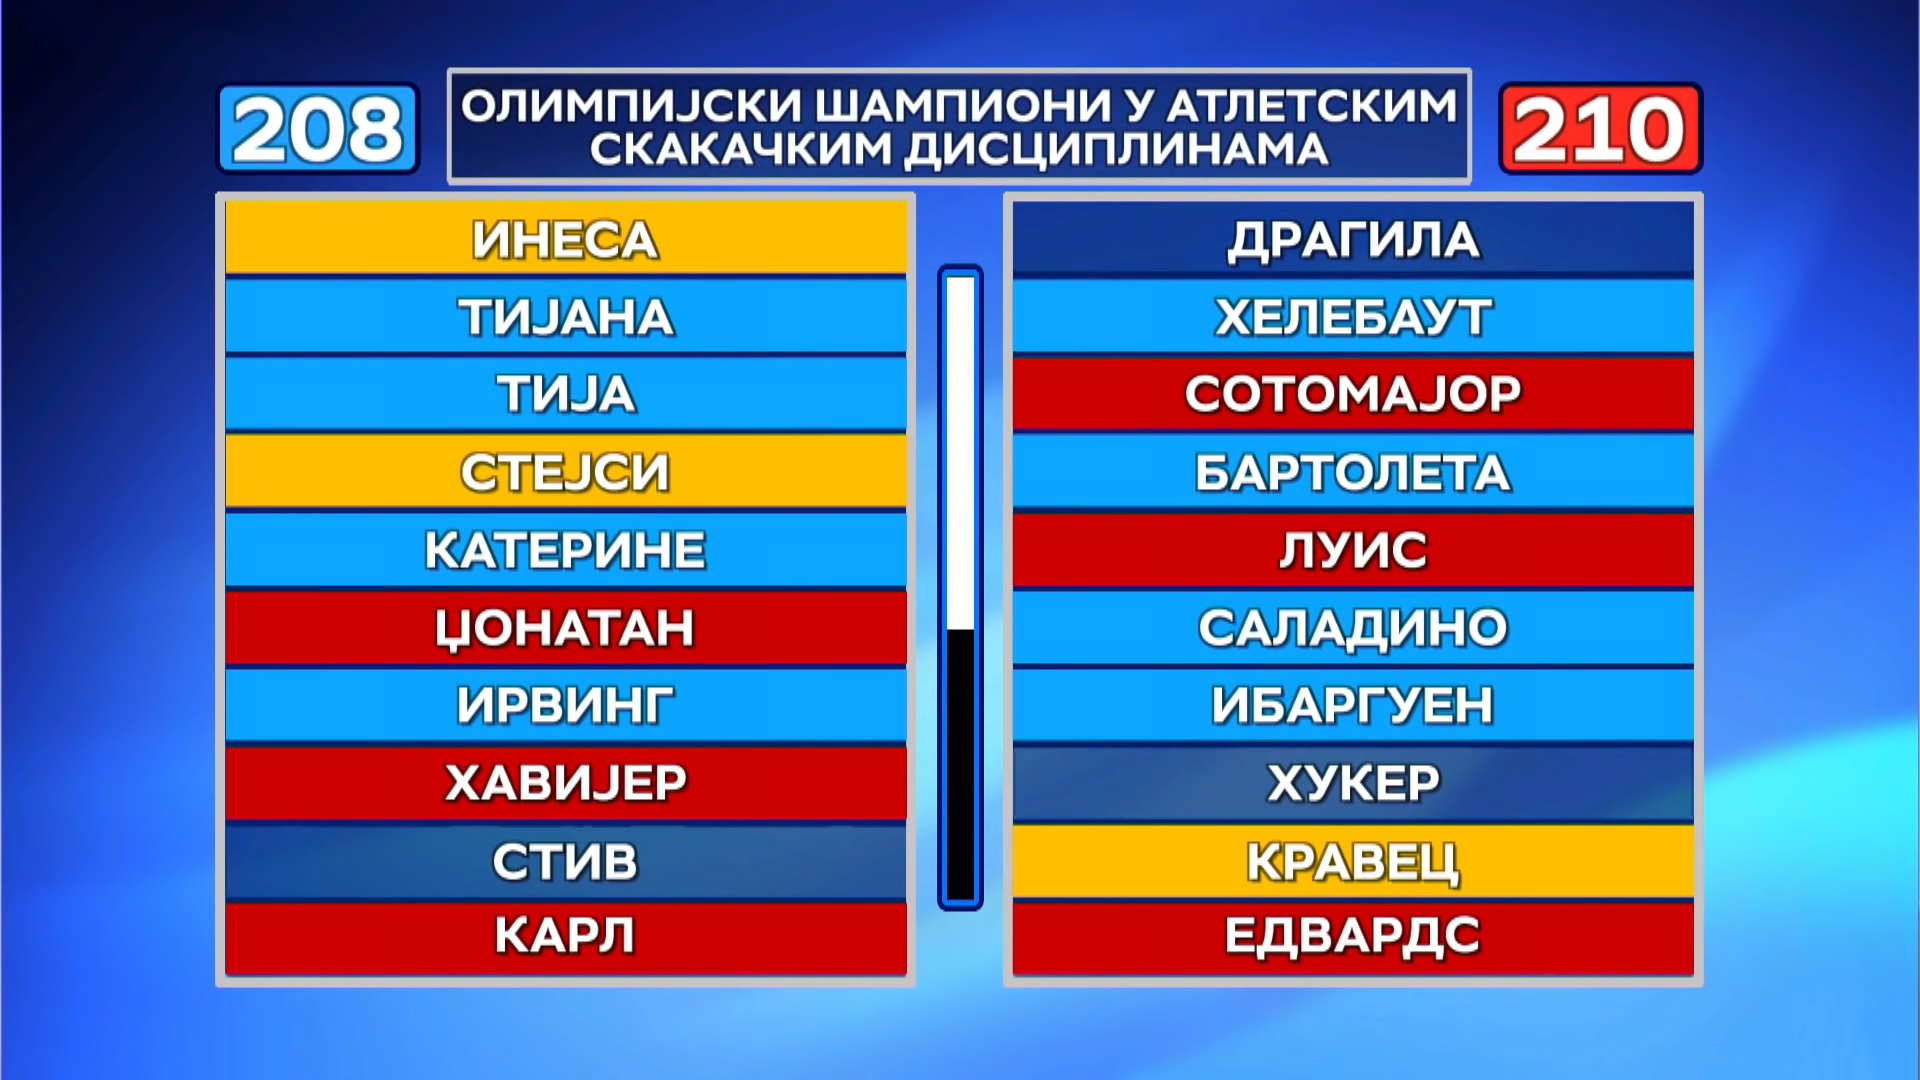 208
ОЛИМПИЈСКИ ШАМПИОНИ У АТЛЕТСКИМ
СКАКАЧКИМ ДИСЦИПЛИНАМА
210
ИНЕСА
ТИЈАНА
ТИЈА
СТЕЈСИ
КАТЕРИНЕ
ЏОНАТАН
ИРВИНГ
ХАВИЈЕР
СТИВ
КАРЛ
ДРАГИЛА
ХЕЛЕБАУТ
СОТОМАЈОР
БАРТОЛЕТА
ЛУИС
САЛАДИНО
ИБАРГУЕН
ХУКЕР
КРАВЕЦ
ЕДВАРДС